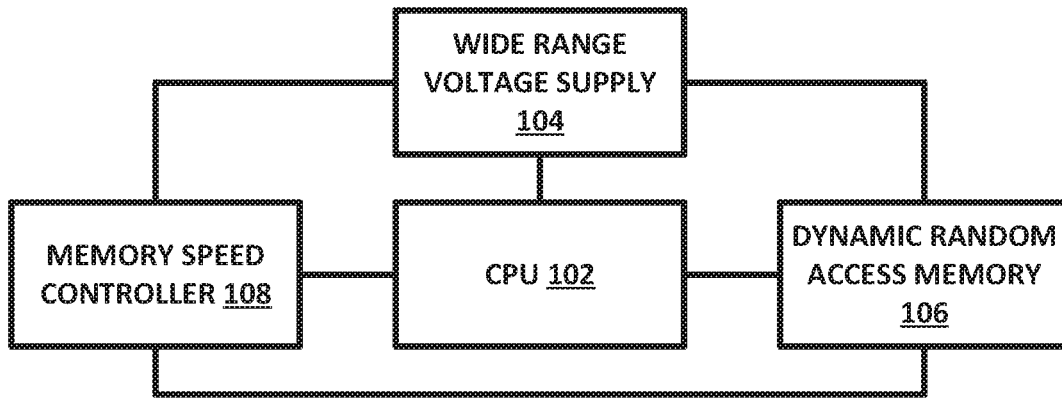 WIDE RANGE
VOLTAGE SUPPLY
104
MEMORY SPEED
CONTROLLER 108
CPU 102
DYNAMIC RANDOM
ACCESS MEMORY
106